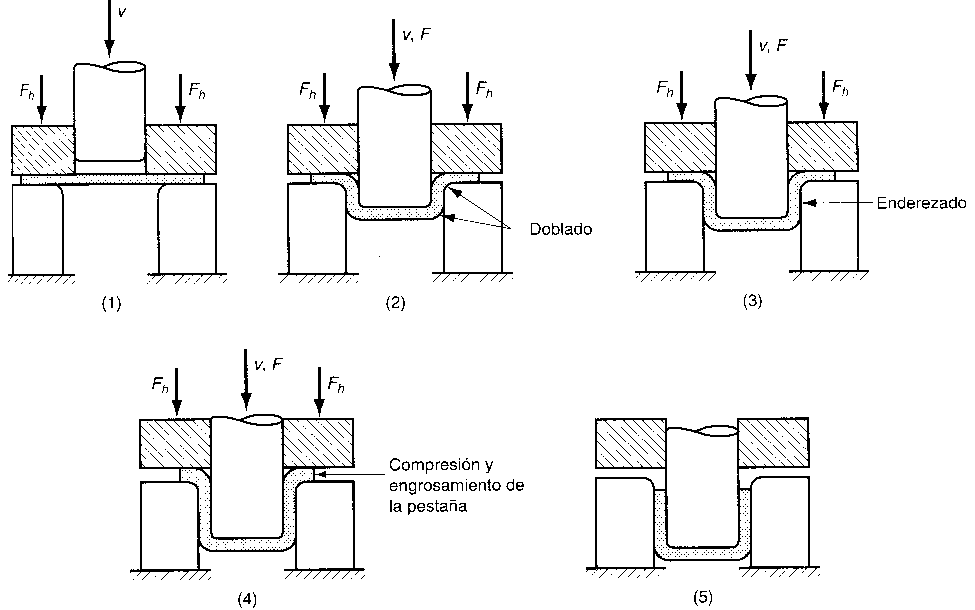 v
F_h
F_h
(1)
v, F
F_h
F_h
Doblado
(2)
v, F
F_h
F_h
Enderezado
(3)
v, F
F_h
F_h
Compresión y
engrosamiento de
la pestaña
(4)
(5)